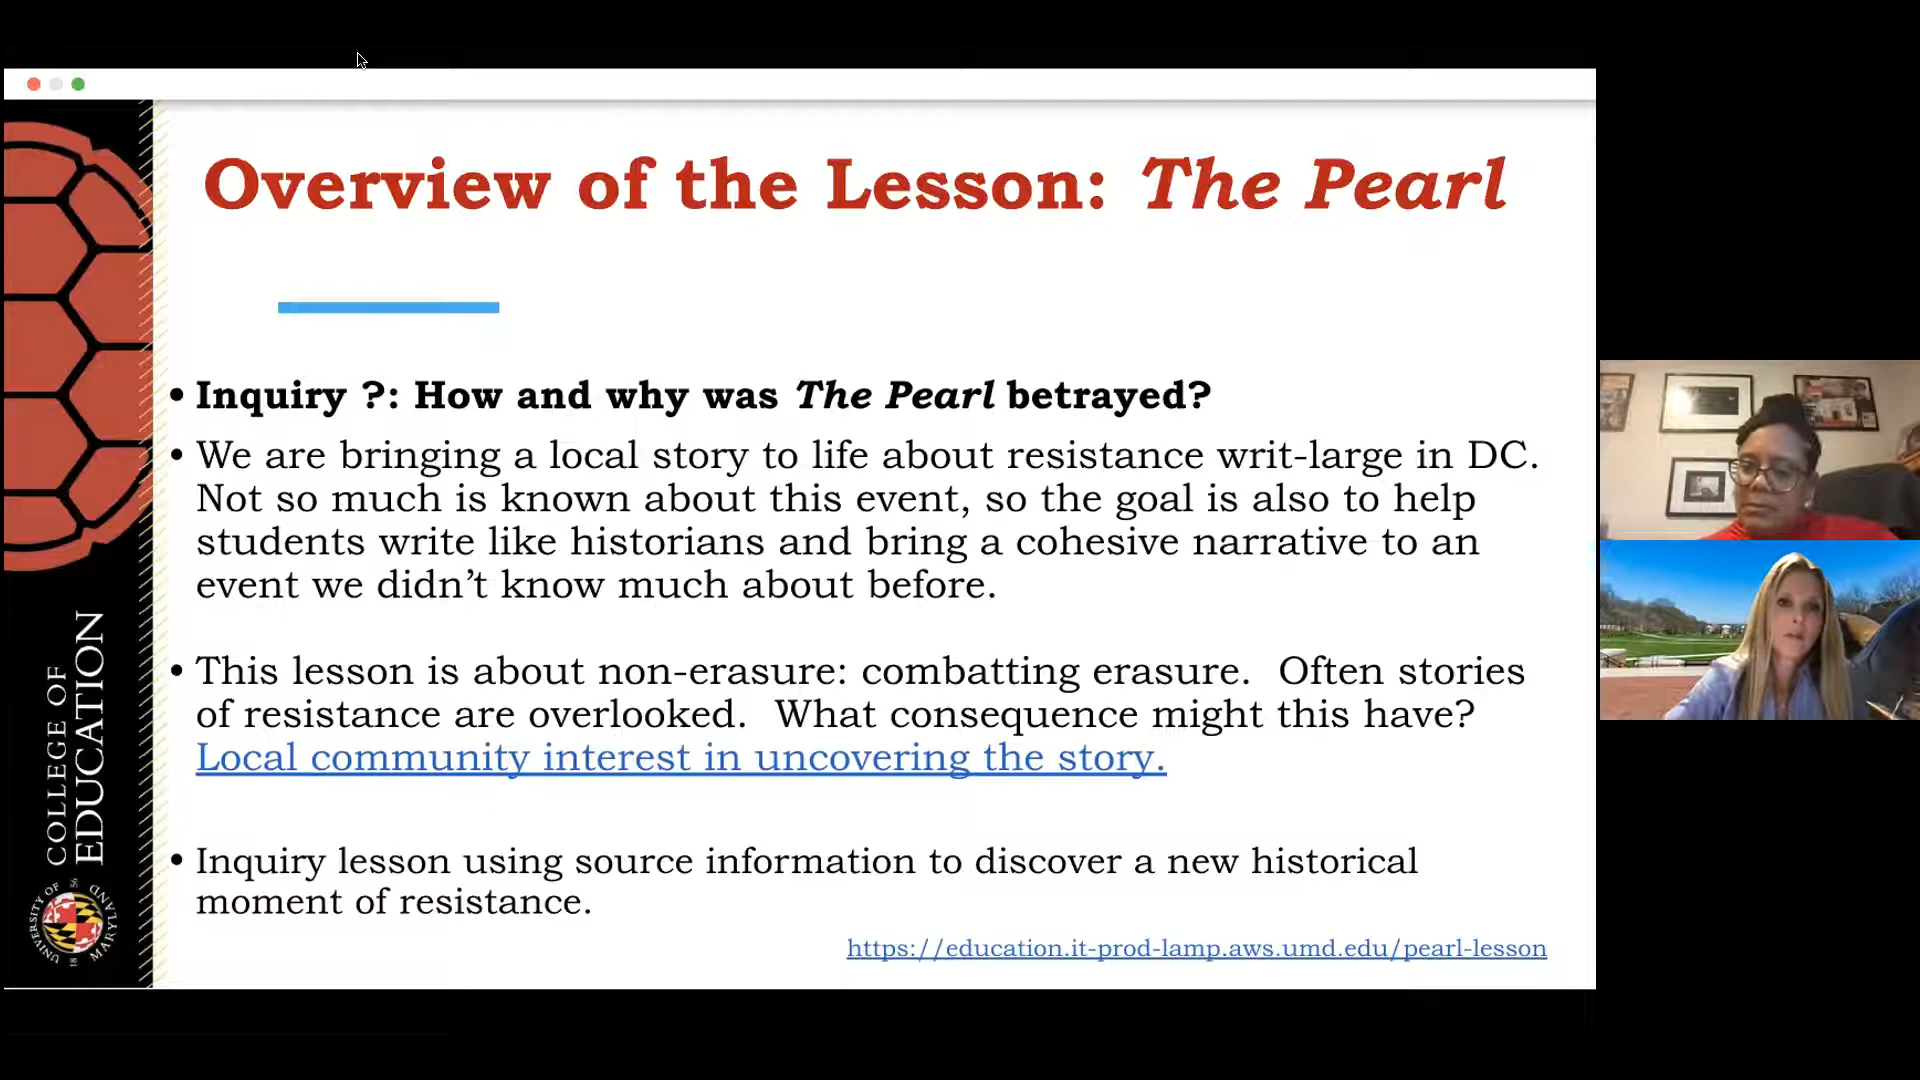 Overview of the Lesson: The Pearl
• Inquiry ?: How and why was The Pearl betrayed?
• We are bringing a local story to life about resistance writ-large in DC.
Not so much is known about this event, so the goal is also to help
students write like historians and bring a cohesive narrative to an
event we didn’t know much about before.
• This lesson is about non-erasure: combatting erasure.  Often stories
of resistance are overlooked.  What consequence might this have?
Local community interest in uncovering the story.
• Inquiry lesson using source information to discover a new historical
moment of resistance.
https://education.it-prod-lamp.aws.umd.edu/pearl-lesson
COLLEGE OF
EDUCATION
UNIVERSITY OF
MARYLAND
18 56